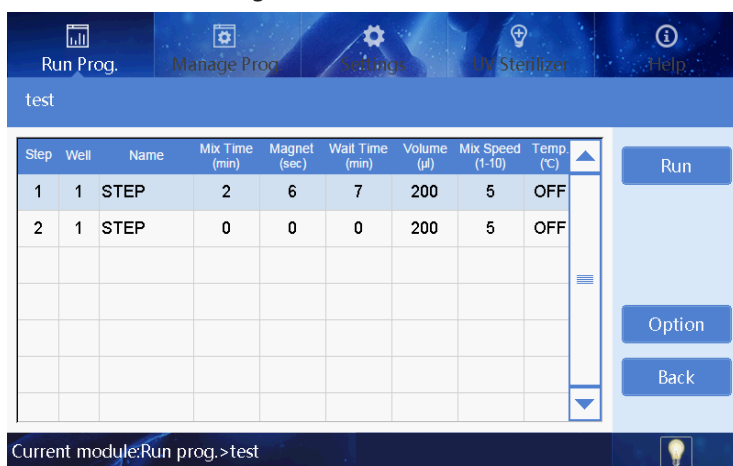 Run Prog. Manage Prog. Settings UV Sterilizer Help
test
Step Well Name Mix Time (min) Magnet (sec) Wait Time (min) Volume (µl) Mix Speed (1-10) Temp. (℃)
1 1 STEP 2 6 7 200 5 OFF
2 1 STEP 0 0 0 200 5 OFF
Run
Option
Back
Current module:Run prog.>test